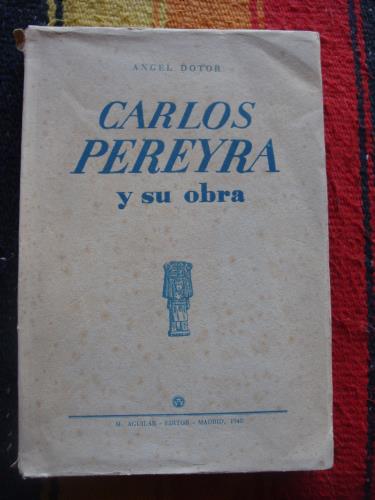 ANGEL DOTOR
CARLOS
PEREYRA
y su obra
M. AGUILAR - EDITOR - MADRID, 1948